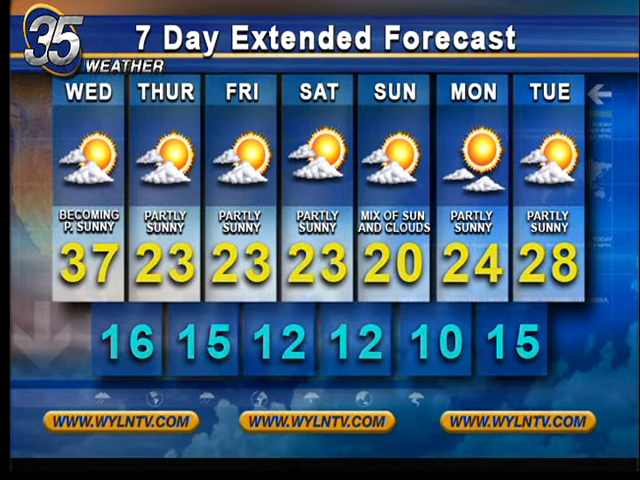 35
7 Day Extended Forecast
WEATHER
WED THUR FRI SAT SUN MON TUE
BECOMING PARTLY PARTLY PARTLY MIX OF SUN PARTLY PARTLY
P. SUNNY SUNNY SUNNY SUNNY AND CLOUDS SUNNY SUNNY
37 23 23 23 20 24 28
16 15 12 12 10 15
WWW.WYLNTV.COM WWW.WYLNTV.COM WWW.WYLNTV.COM